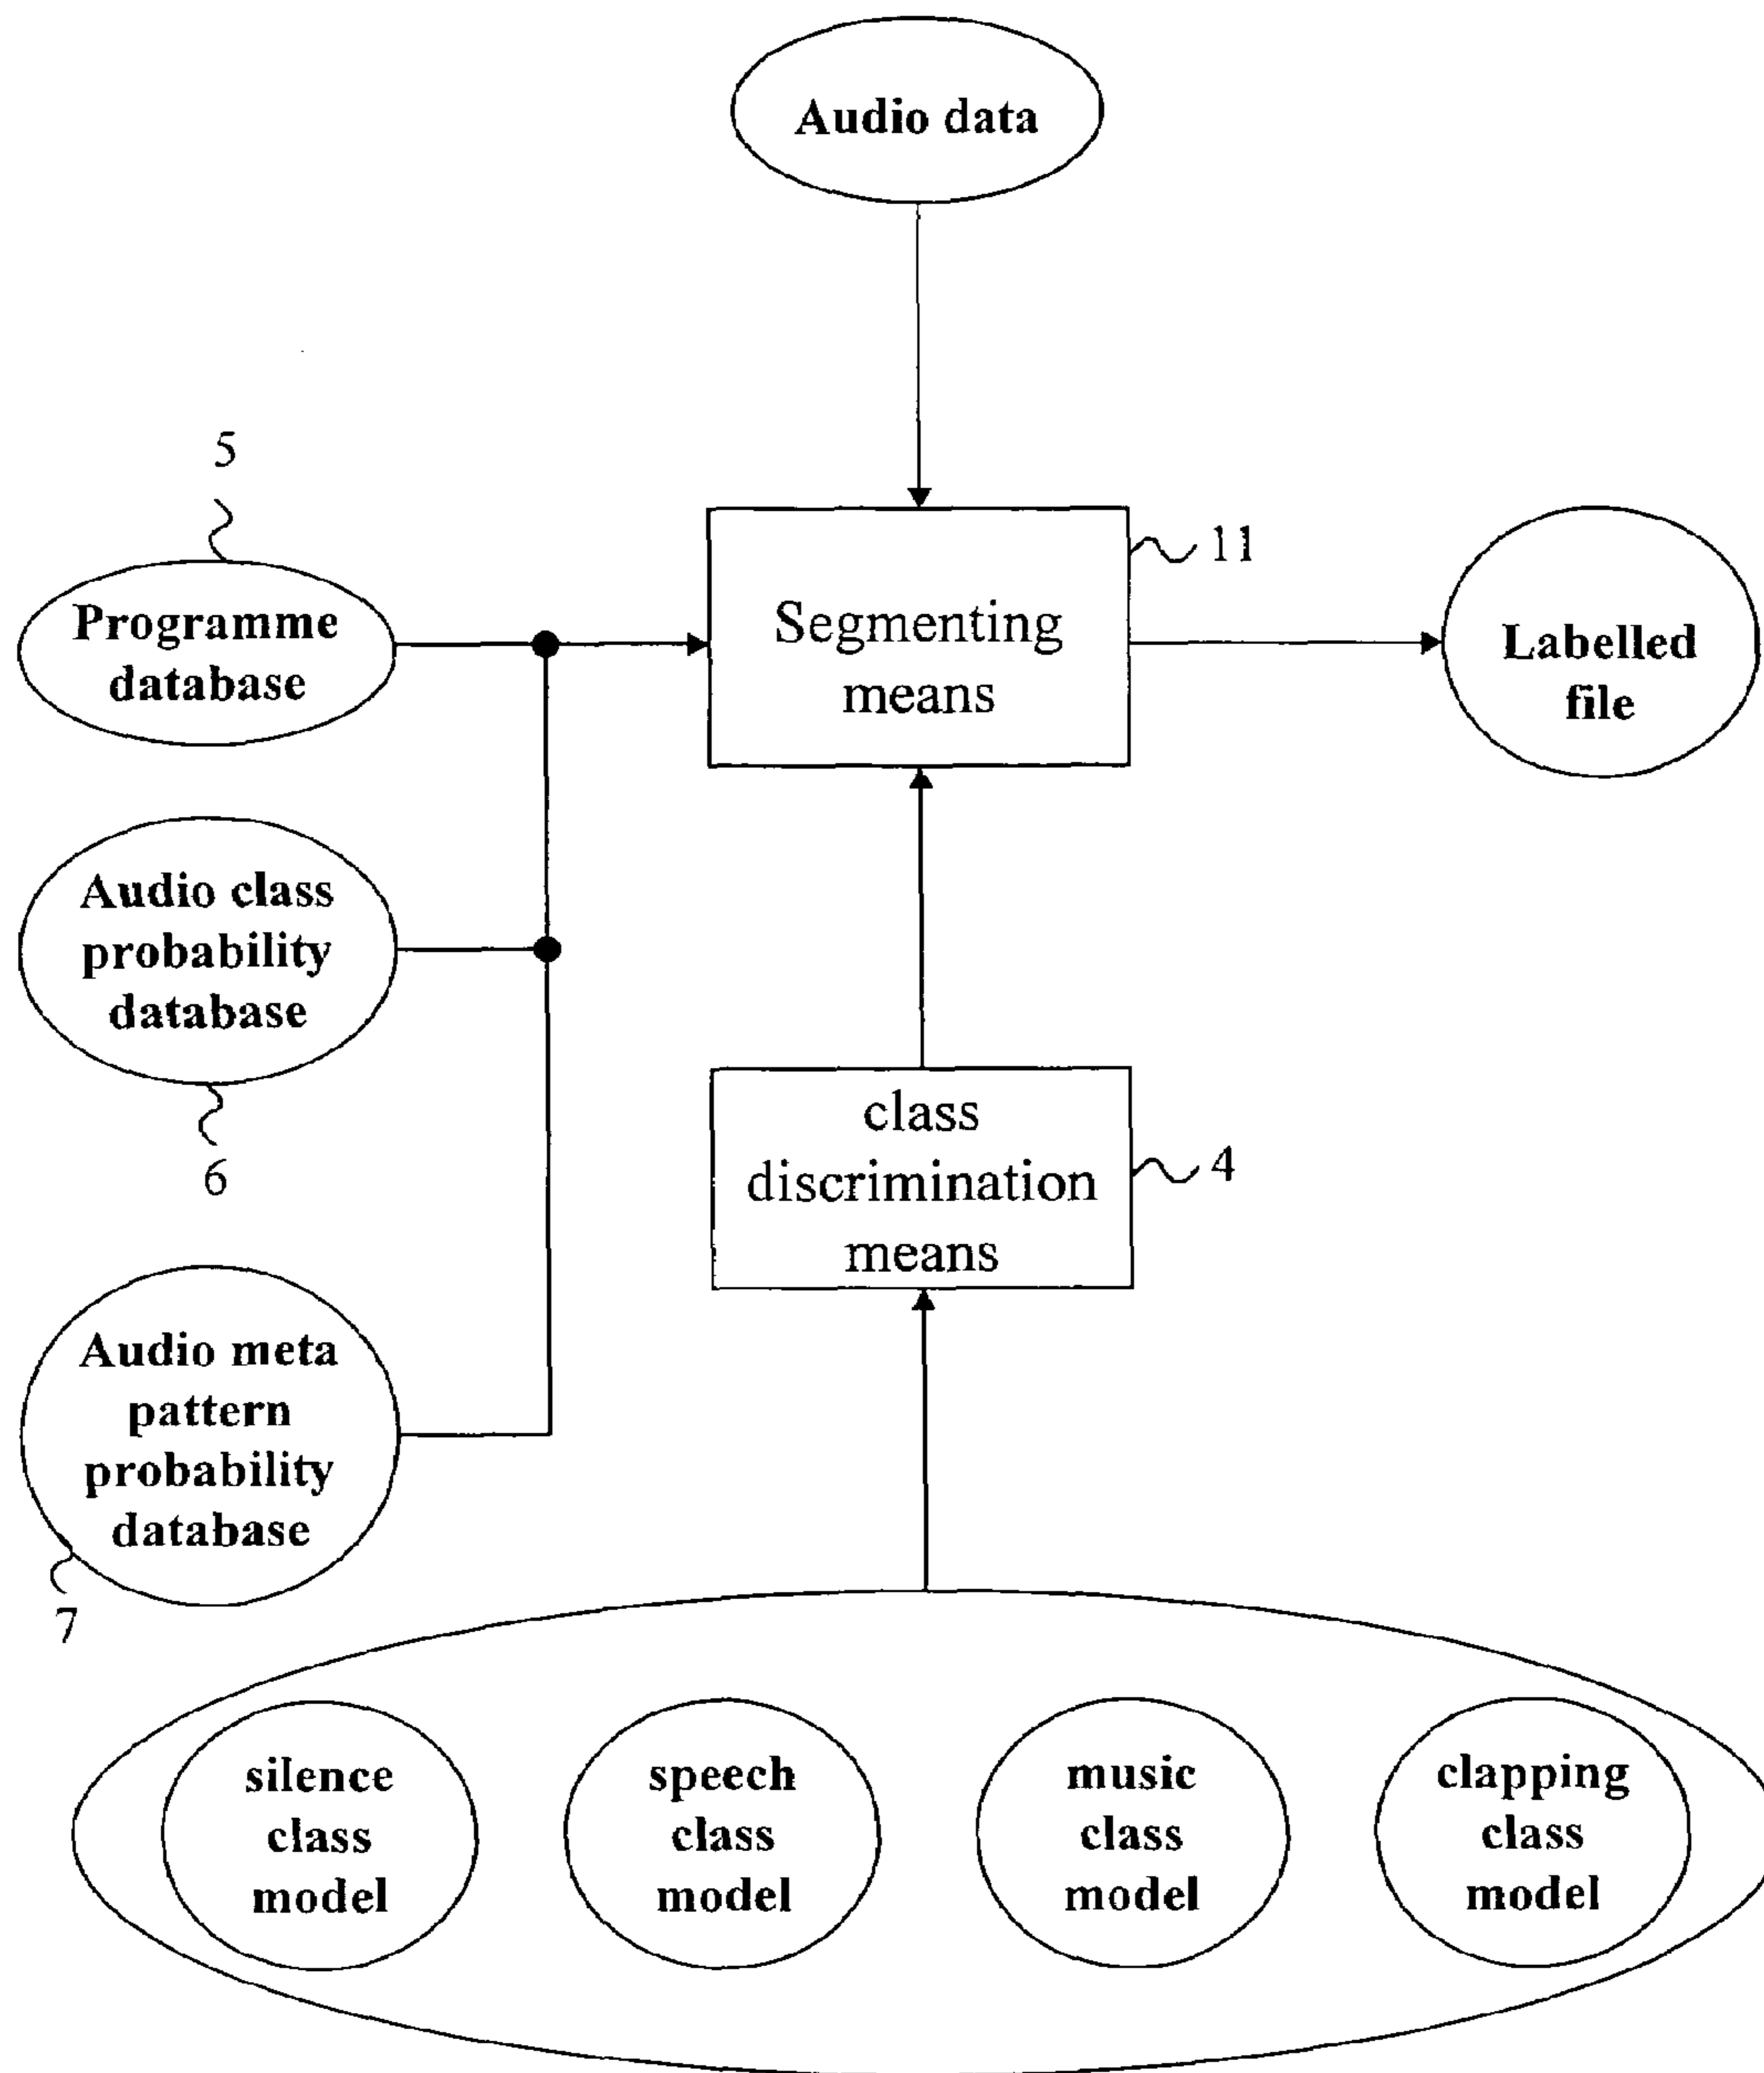 Audio data
5
11
Programme
database
Segmenting
means
Labelled
file
Audio class
probability
database
6
class
discrimination
means
4
Audio meta
pattern
probability
database
7
silence
class
model
speech
class
model
music
class
model
clapping
class
model